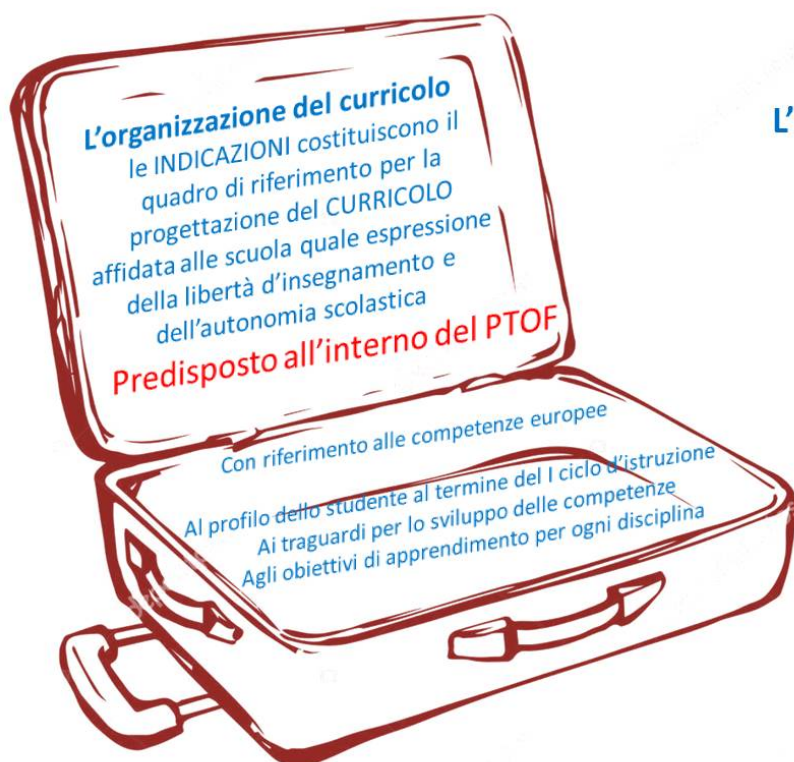 L'organizzazione del curricolo
le INDICAZIONI costituiscono il
quadro di riferimento per la
progettazione del CURRICOLO
affidata alle scuola quale espressione
della libertà d'insegnamento e
dell'autonomia scolastica
Predisposto all'interno del PTOF
Con riferimento alle competenze europee
Al profilo dello studente al termine del I ciclo d'istruzione
Ai traguardi per lo sviluppo delle competenze
Agli obiettivi di apprendimento per ogni disciplina
L'